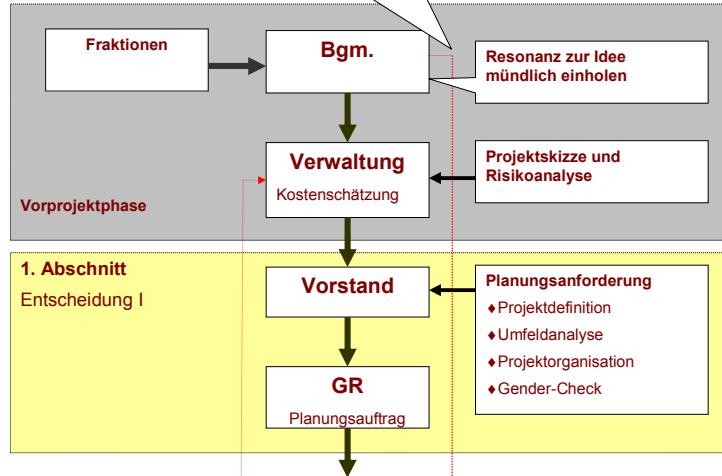 Fraktionen
Bgm.
Resonanz zur Idee
mündlich einholen
Verwaltung
Kostenschätzung
Projektskizze und
Risikoanalyse
Vorprojektphase
1. Abschnitt
Entscheidung I
Vorstand
Planungsanforderung
♦Projektdefinition
♦Umfeldanalyse
♦Projektorganisation
♦Gender-Check
GR
Planungsauftrag